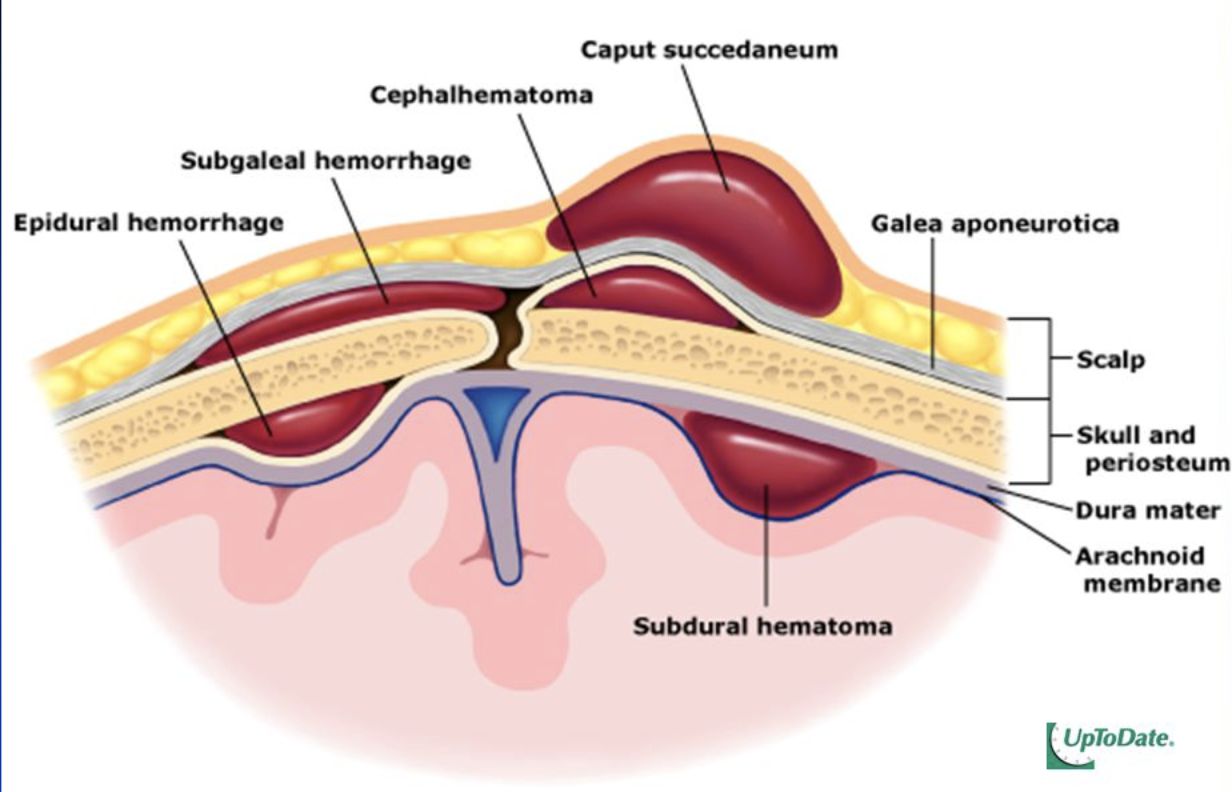 Caput succedaneum
Cephalhematoma
Subgaleal hemorrhage
Epidural hemorrhage
Galea aponeurotica
Scalp
Skull and
periosteum
Dura mater
Arachnoid
membrane
Subdural hematoma
UpToDate®